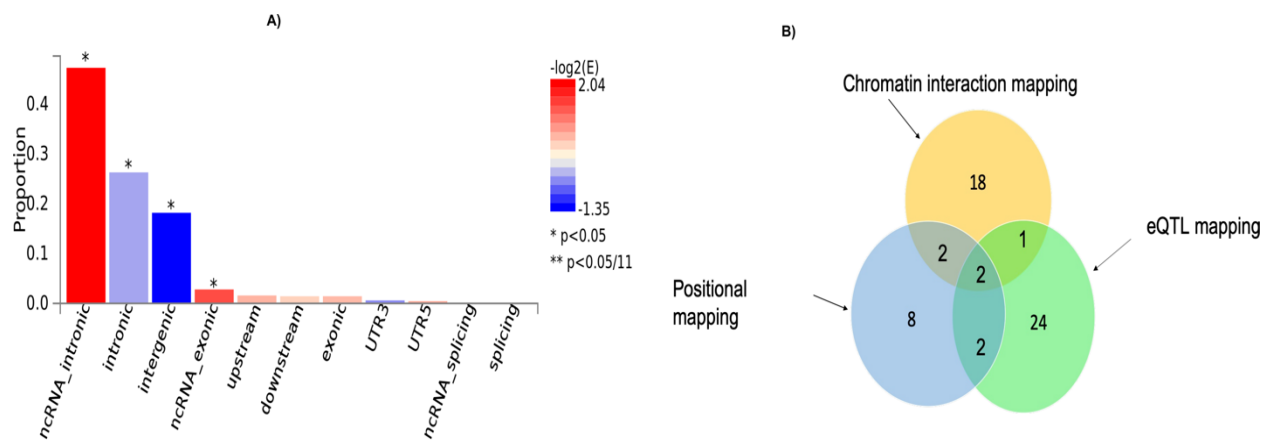 A)
Proportion
0.4
0.3
0.2
0.1
0.0
*
*
*
*
ncRNA_intronic
intronic
intergenic
ncRNA_exonic
upstream
downstream
exonic
UTR3
UTR5
ncRNA_splicing
splicing
-log2(E)
2.04
-1.35
* p<0.05
** p<0.05/11
B)
Chromatin interaction mapping
18
eQTL mapping
1
2
2
Positional
mapping
8
24
2